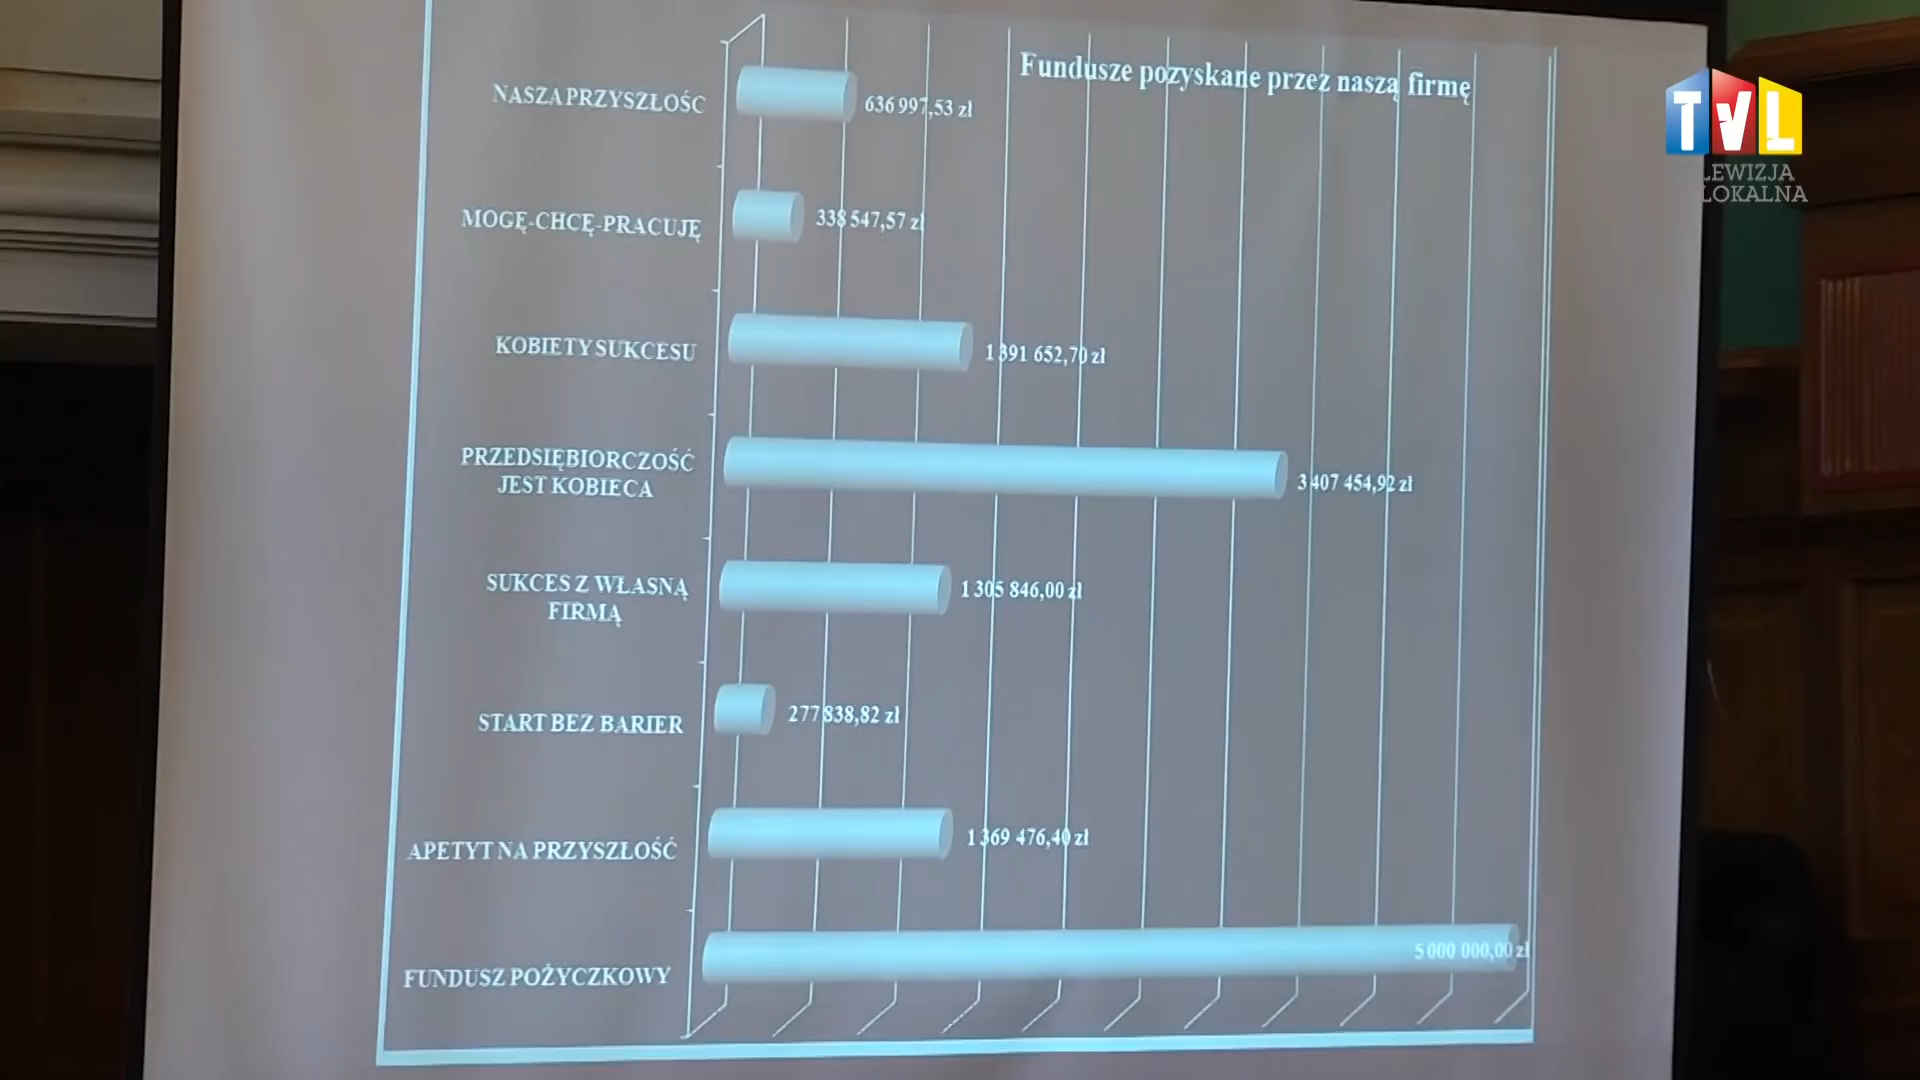 Fundusze pozyskane przez naszą firmę
NASZA PRZYSZŁOŚC
636 997,53 zł
MOGĘ-CHCĘ-PRACUJĘ
338 547,57 zł
KOBIETY SUKCESU
1 391 652,70 zł
PRZEDSIĘBIORCZOŚĆ
JEST KOBIECA
3 407 454,92 zł
SUKCES Z WŁASNĄ
FIRMĄ
1 305 846,00 zł
START BEZ BARIER
277 838,82 zł
APETYT NA PRZYSZŁOŚĆ
1 369 476,40 zł
FUNDUSZ POŻYCZKOWY
5 000 000,00 zł
TVL
LEWIZJA
LOKALNA